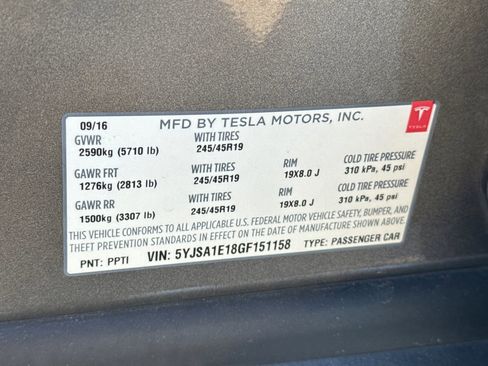 09/16 MFD BY TESLA MOTORS, INC.
TESLA
GVWR WITH TIRES
2590kg (5710 lb) 245/45R19
GAWR FRT WITH TIRES RIM COLD TIRE PRESSURE
1276kg (2813 lb) 245/45R19 19X8.0 J 310 kPa, 45 psi
GAWR RR WITH TIRES RIM COLD TIRE PRESSURE
1500kg (3307 lb) 245/45R19 19X8.0 J 310 kPa, 45 psi
THIS VEHICLE CONFORMS TO ALL APPLICABLE U.S. FEDERAL MOTOR VEHICLE SAFETY, BUMPER, AND
THEFT PREVENTION STANDARDS IN EFFECT ON THE DATE OF MANUFACTURE SHOWN ABOVE.
PNT: PPTI VIN: 5YJSA1E18GF151158 TYPE: PASSENGER CAR